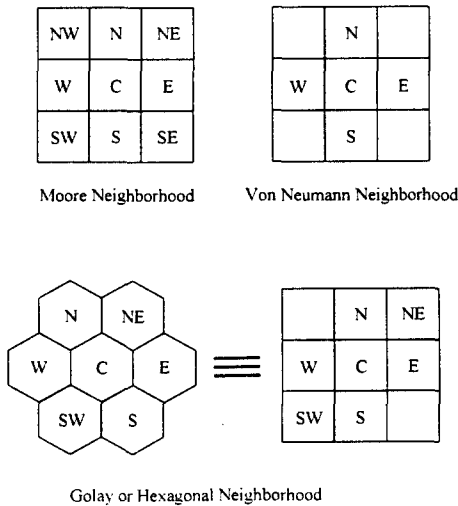 NW N NE
N
W C E
W C E
SW S SE
S
Moore Neighborhood
Von Neumann Neighborhood
N NE
N NE
W C E
W C E
SW S
SW S
Golay or Hexagonal Neighborhood